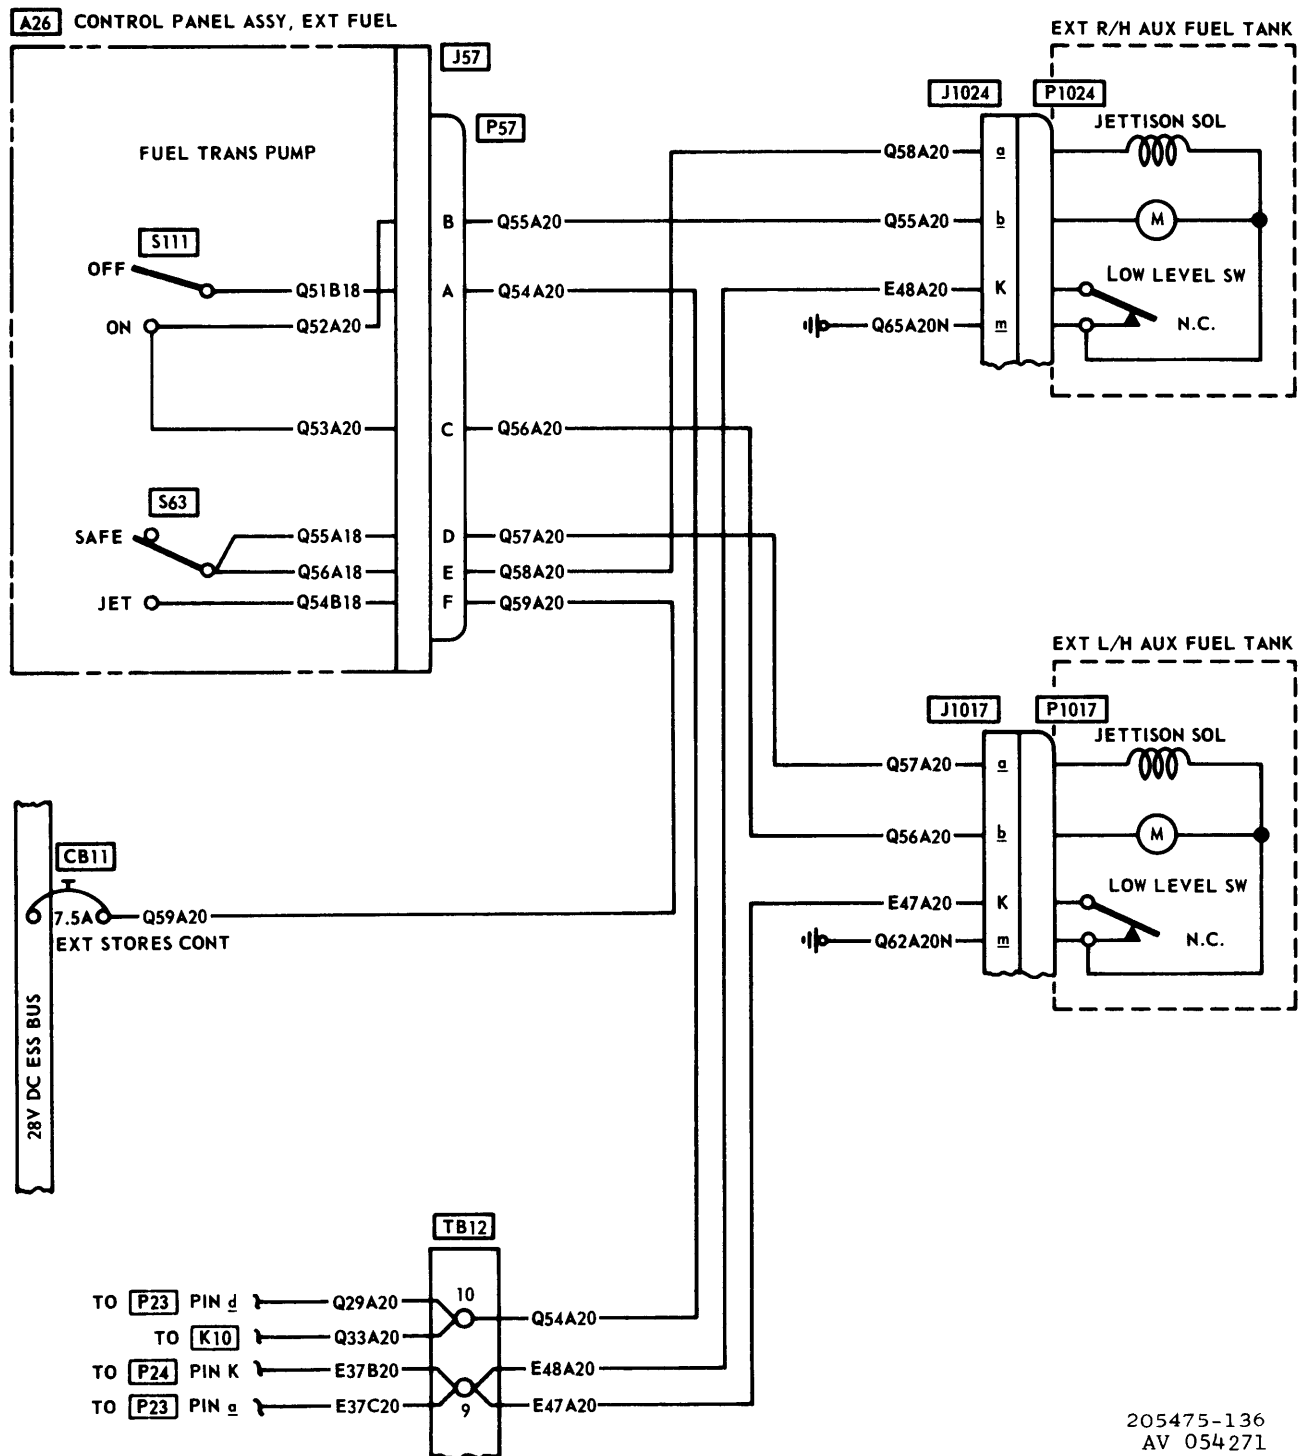 A26 CONTROL PANEL ASSY, EXT FUEL
J57
P57
FUEL TRANS PUMP
S111
OFF
Q51B18
ON
Q52A20
Q53A20
S63
SAFE
Q55A18
Q56A18
JET
Q54B18
B
Q55A20
A
Q54A20
C
Q56A20
D
Q57A20
E
Q58A20
F
Q59A20
EXT R/H AUX FUEL TANK
J1024
P1024
JETTISON SOL
Q58A20
a
Q55A20
b
M
LOW LEVEL SW
E48A20
K
Q65A20N
m
N.C.
EXT L/H AUX FUEL TANK
J1017
P1017
JETTISON SOL
Q57A20
a
Q56A20
b
M
LOW LEVEL SW
E47A20
K
Q62A20N
m
N.C.
CB11
7.5A
Q59A20
EXT STORES CONT
28V DC ESS BUS
TB12
10
TO P23 PIN d
Q29A20
Q54A20
TO K10
Q33A20
TO P24 PIN K
E37B20
E48A20
TO P23 PIN a
E37C20
9
E47A20
205475-136
AV 054271